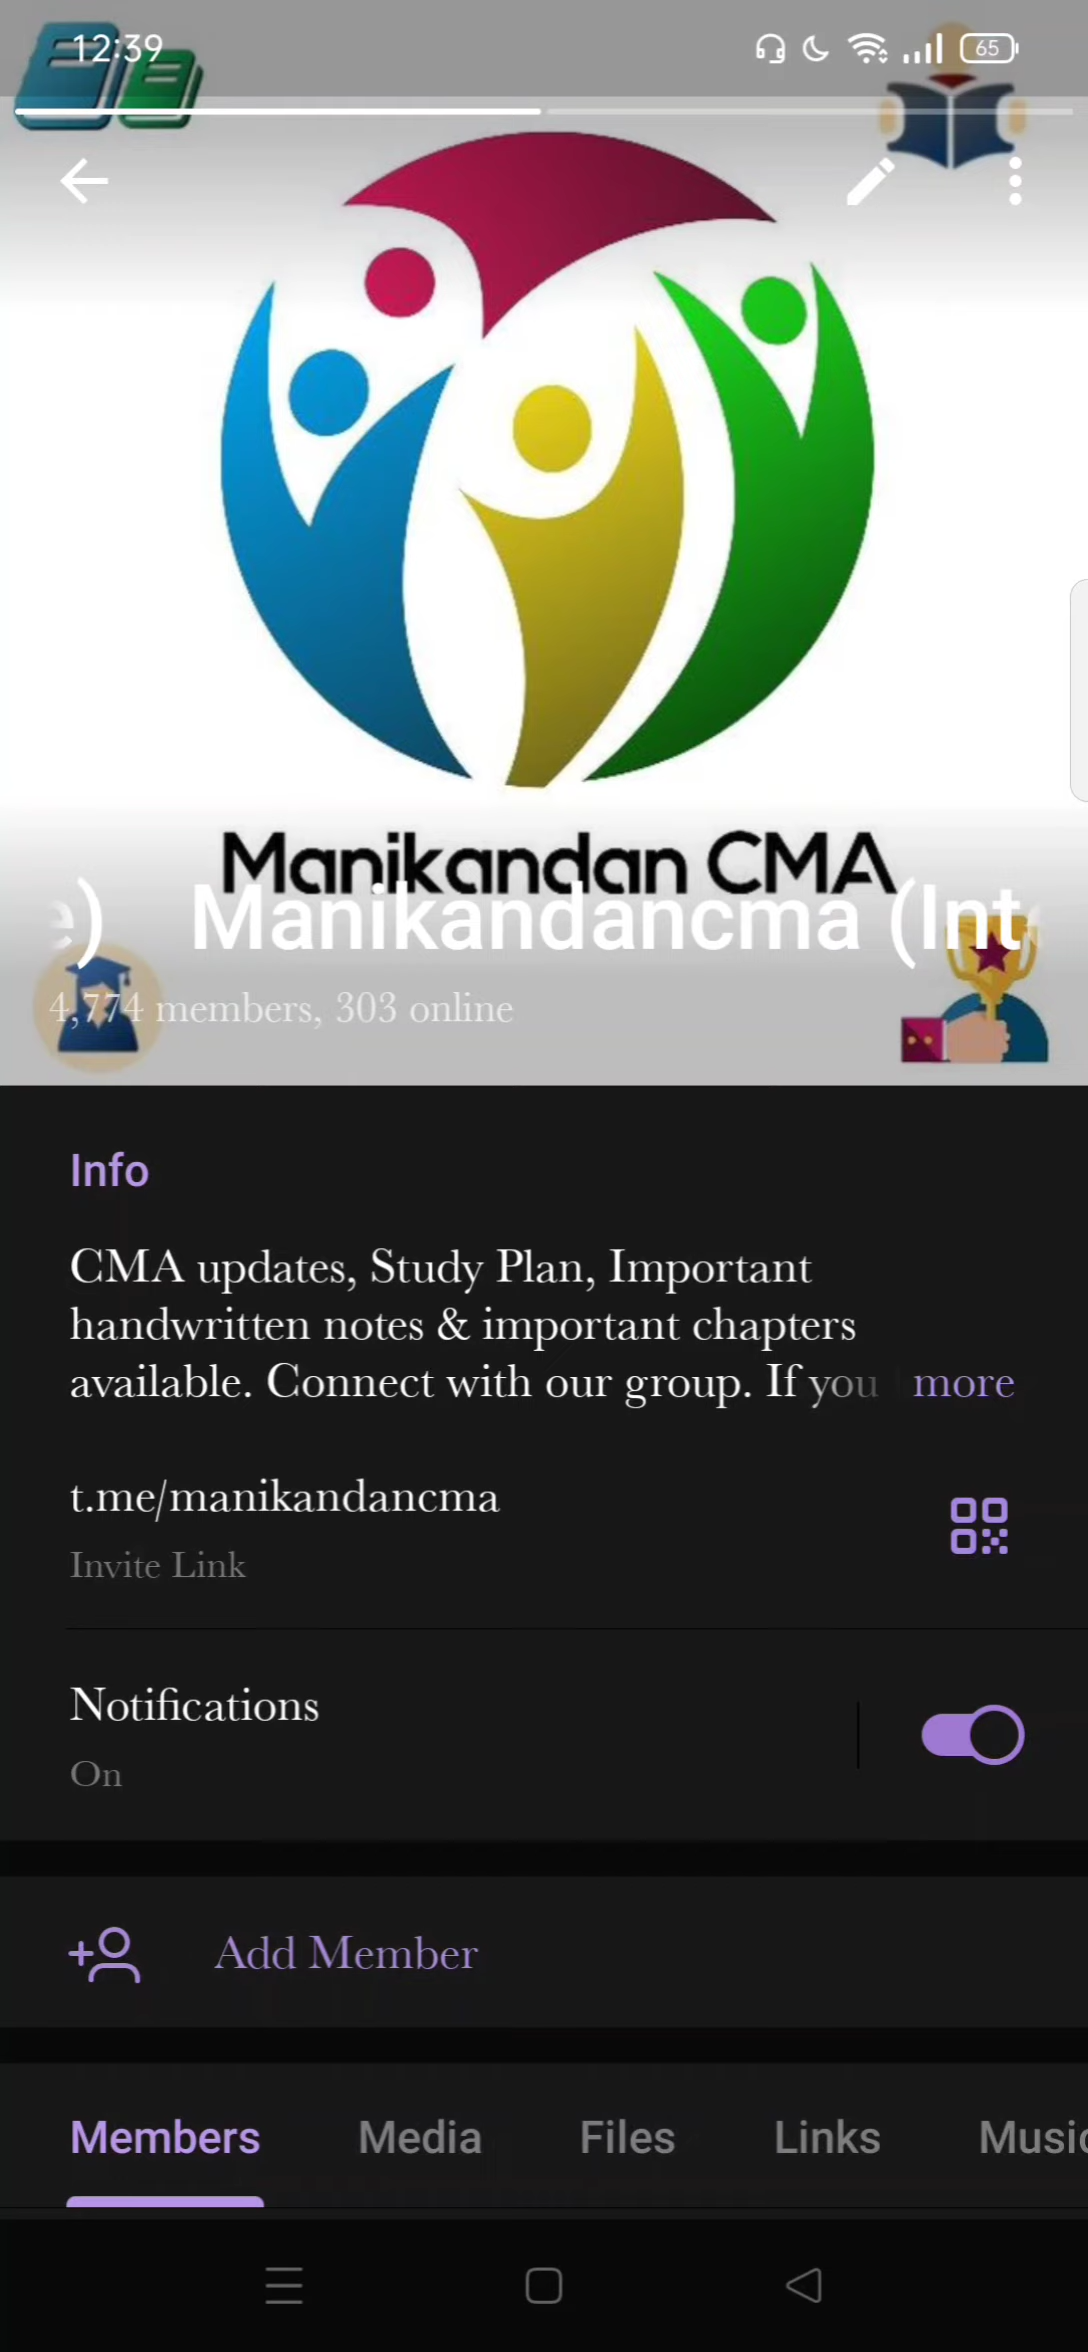 12:39
65
Manikandan CMA
e) Manikandancma (Int
4,774 members, 303 online
Info
CMA updates, Study Plan, Important
handwritten notes & important chapters
available. Connect with our group. If you more
t.me/manikandancma
Invite Link
Notifications
On
Add Member
Members Media Files Links Music